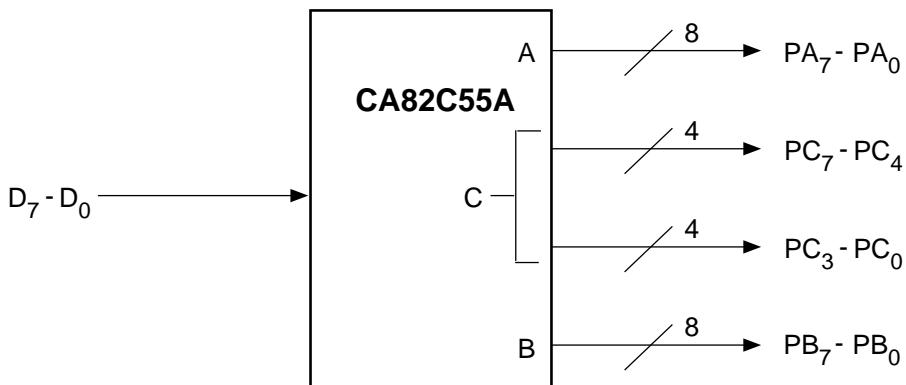 8
A
PA₇ - PA₀
CA82C55A
4
PC₇ - PC₄
D₇ - D₀
C
4
PC₃ - PC₀
8
B
PB₇ - PB₀